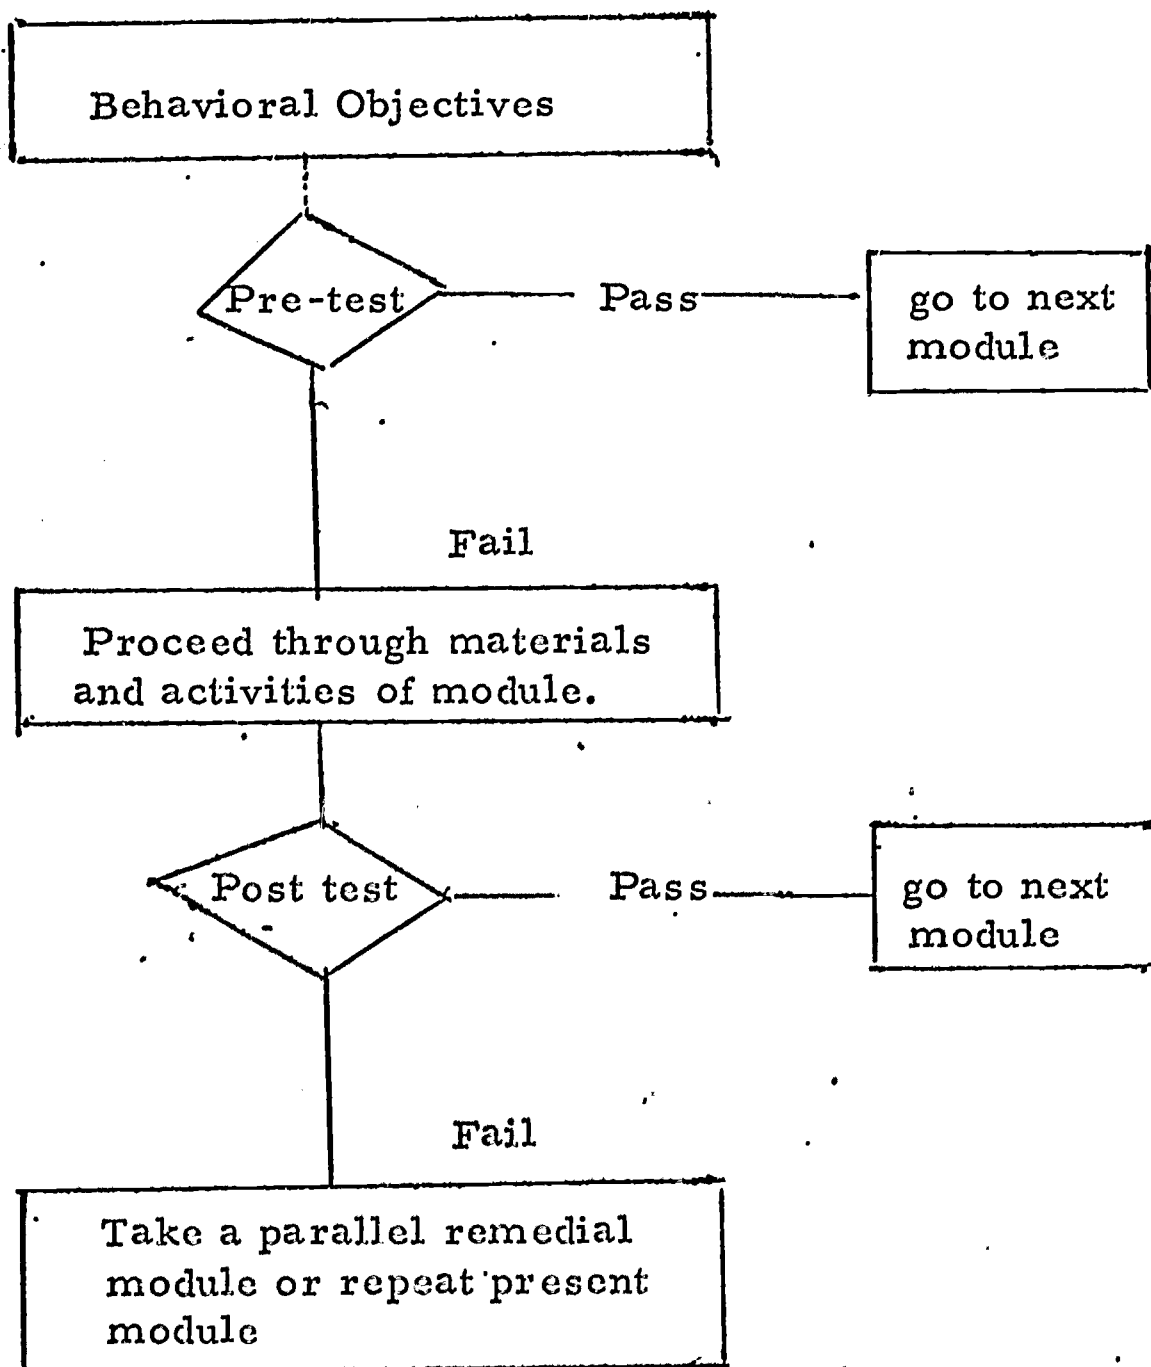 Behavioral Objectives
Pre-test
Pass
go to next
module
Fail
Proceed through materials
and activities of module.
Post test
Pass
go to next
module
Fail
Take a parallel remedial
module or repeat present
module